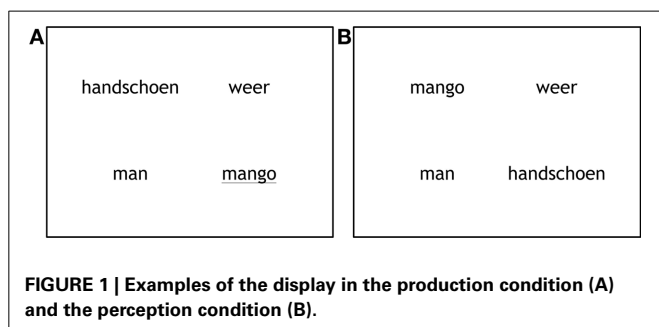 A
handschoen weer
man mango
B
mango weer
man handschoen
FIGURE 1 | Examples of the display in the production condition (A)
and the perception condition (B).